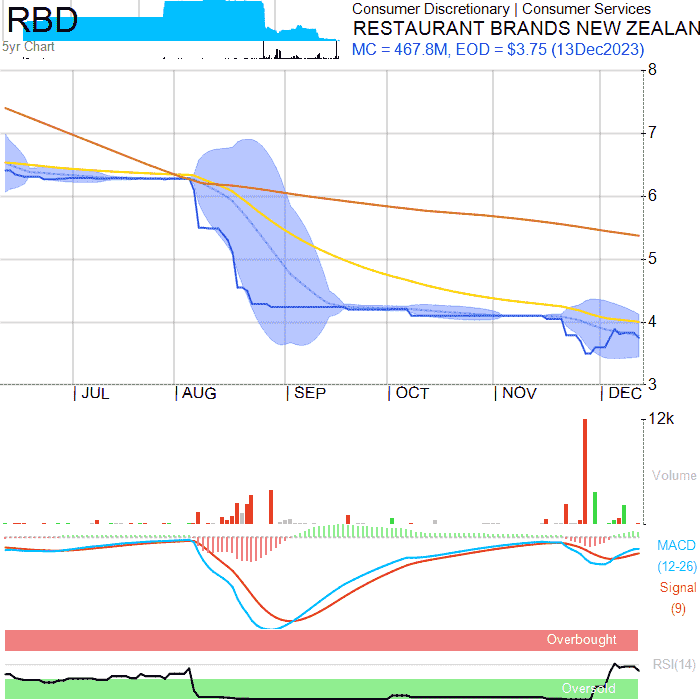 RBD
5yr Chart
Consumer Discretionary | Consumer Services
RESTAURANT BRANDS NEW ZEALAN
MC = 467.8M, EOD = $3.75 (13Dec2023)
8
7
6
5
4
3
| JUL | AUG | SEP | OCT | NOV | DEC
12k
Volume
MACD
(12-26)
Signal
(9)
Overbought
RSI(14)
Oversold